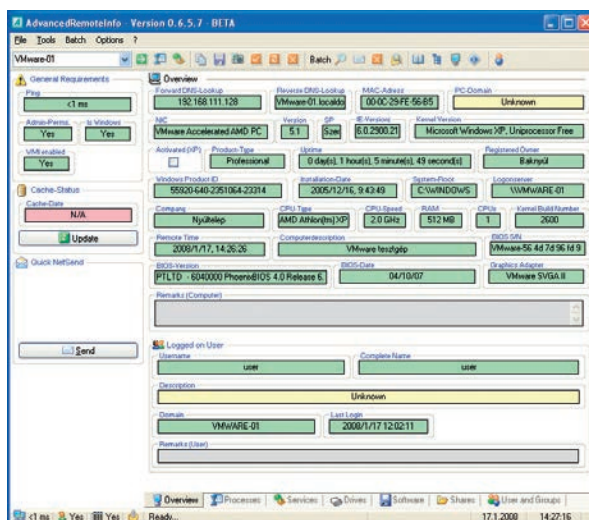 AdvancedRemoteInfo - Version 0.6.5.7 - BETA
File Tools Batch Options ?
VMware-01 Batch
General Requirements
Ping
<1 ms
Admin-Perms. Is Windows
Yes Yes
WMI enabled
Yes
Cache-Status
Cache-Date
N/A
Update
Quick NetSend
Send
Overview
Forward DNS-Lookup Reverse DNS-Lookup MAC-Adress PC-Domain
192.168.111.128 VMware-01.localdo 00-0C-29-FE-56-B5 Unknown
NIC Version SP IE-Version Kernel Version
VMware Accelerated AMD PC 5.1 Szei 6.0.2900.21 Microsoft Windows XP, Uniprocessor Free
Activated (XP) Product-Type Uptime Registered Owner
Professional 0 day(s), 1 hour(s), 5 minute(s), 49 second(s) Baknyúl
Windows Product ID Installation-Date System-Root Logonserver
55920-640-2351064-23314 2005/12/16, 9:43:49 C:\WINDOWS \\VMWARE-01
Company CPU-Type CPU-Speed RAM CPUs Kernel Build Number
Nyúltelep AMD Athlon(tm) XP 2.0 GHz 512 MB 1 2600
Remote Time Computerdescription BIOS S/N
2008/1/17, 14:26:26 VMware tesztgép VMware-56 4d 7d 96 fd 9
BIOS-Version BIOS-Date Graphics Adapter
PTLTD - 6040000 PhoenixBIOS 4.0 Release 6. 04/10/07 VMware SVGA II
Remarks (Computer)
Logged on User
Username Complete Name
user user
Description
Unknown
Domain Last Login
VMWARE-01 2008/1/17 12:02:11
Remarks (User)
Overview Processes Services Drives Software Shares User and Groups
<1 ms Yes Yes Ready... 17.1.2008 14:27:16